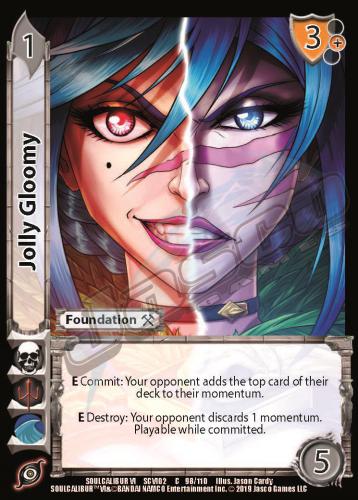 1
3
+
Jolly Gloomy
Foundation
E Commit: Your opponent adds the top card of their
deck to their momentum.
E Destroy: Your opponent discards 1 momentum.
Playable while committed.
5
SOULCALIBUR VI SCVI02 C 98/110 Illus. Jason Cardy
SOULCALIBUR™VI&©BANDAI NAMCO Entertainment Inc. © 2019 Jasco Games LLC